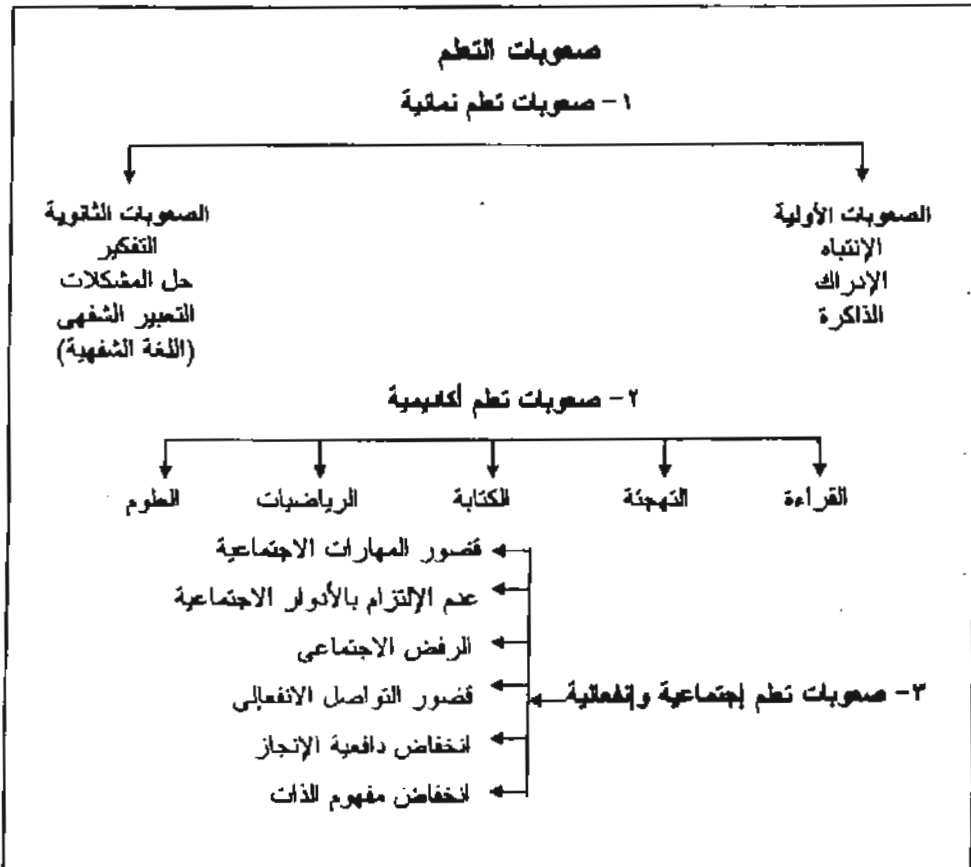 صعوبات التعلم
١- صعوبات تعلم نمائية
الصعوبات الأولية
الإنتباه
الإدراك
الذاكرة
الصعوبات الثانوية
التفكير
حل المشكلات
التعبير الشفهى
(اللغة الشفهية)
٢- صعوبات تعلم أكاديمية
القراءة
التهجئة
الكتابة
الرياضيات
العلوم
٣- صعوبات تعلم إجتماعية وإنفعالية
قصور المهارات الاجتماعية
عدم الإلتزام بالأدوار الاجتماعية
الرفض الاجتماعى
قصور التواصل الانفعالى
انخفاض دافعية الإنجاز
انخفاض مفهوم الذات